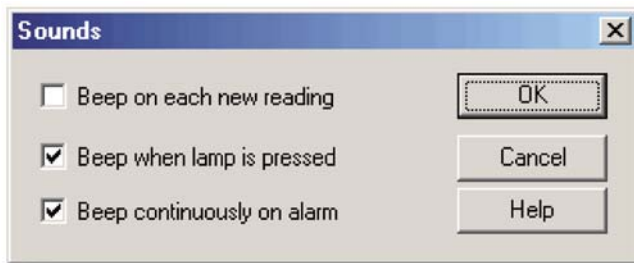 Sounds
Beep on each new reading
OK
Beep when lamp is pressed
Cancel
Beep continuously on alarm
Help